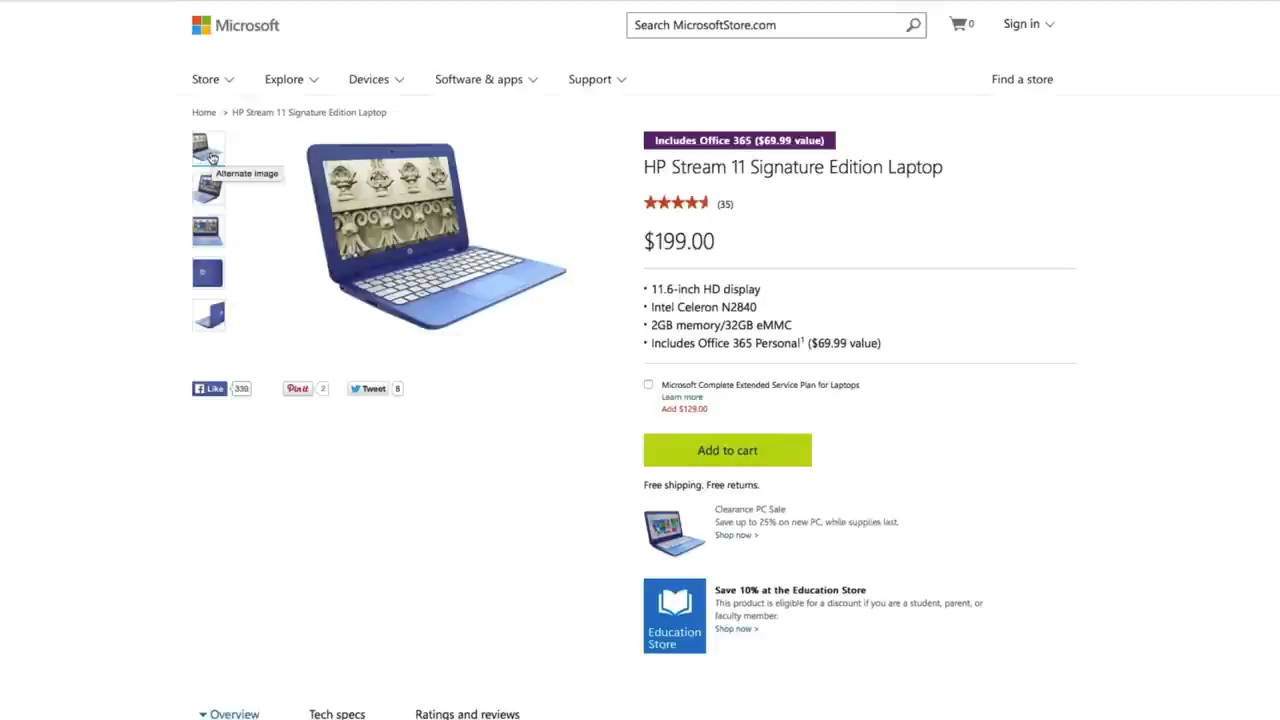 Microsoft
Search MicrosoftStore.com
0
Sign in
Store
Explore
Devices
Software & apps
Support
Find a store
Home > HP Stream 11 Signature Edition Laptop
Alternate image
Includes Office 365 ($69.99 value)
HP Stream 11 Signature Edition Laptop
(35)
$199.00
• 11.6-inch HD display
• Intel Celeron N2840
• 2GB memory/32GB eMMC
• Includes Office 365 Personal¹ ($69.99 value)
Like 339
Pin it 2
Tweet 8
Microsoft Complete Extended Service Plan for Laptops
Learn more
Add $129.00
Add to cart
Free shipping. Free returns.
Clearance PC Sale
Save up to 25% on new PC, while supplies last.
Shop now >
Education
Store
Save 10% at the Education Store
This product is eligible for a discount if you are a student, parent, or
faculty member.
Shop now >
Overview
Tech specs
Ratings and reviews